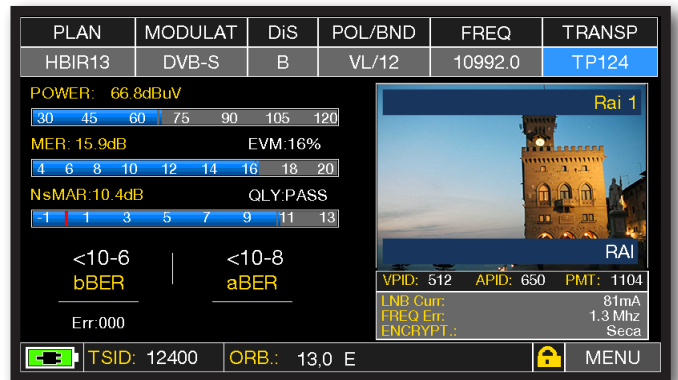 PLAN MODULAT DiS POL/BND FREQ TRANSP
HBIR13 DVB-S B VL/12 10992.0 TP124
POWER: 66.8dBuV
30 45 60 75 90 105 120
MER: 15.9dB EVM:16%
4 6 8 10 12 14 16 18 20
NsMAR:10.4dB QLY:PASS
-1 1 3 5 7 9 11 13
<10-6 <10-8
bBER aBER
Err:000
Rai 1
RAI
VPID: 512 APID: 650 PMT: 1104
LNB Curr: 81mA
FREQ Err: 1.3 Mhz
ENCRYPT.: Seca
TSID: 12400 ORB.: 13,0 E MENU